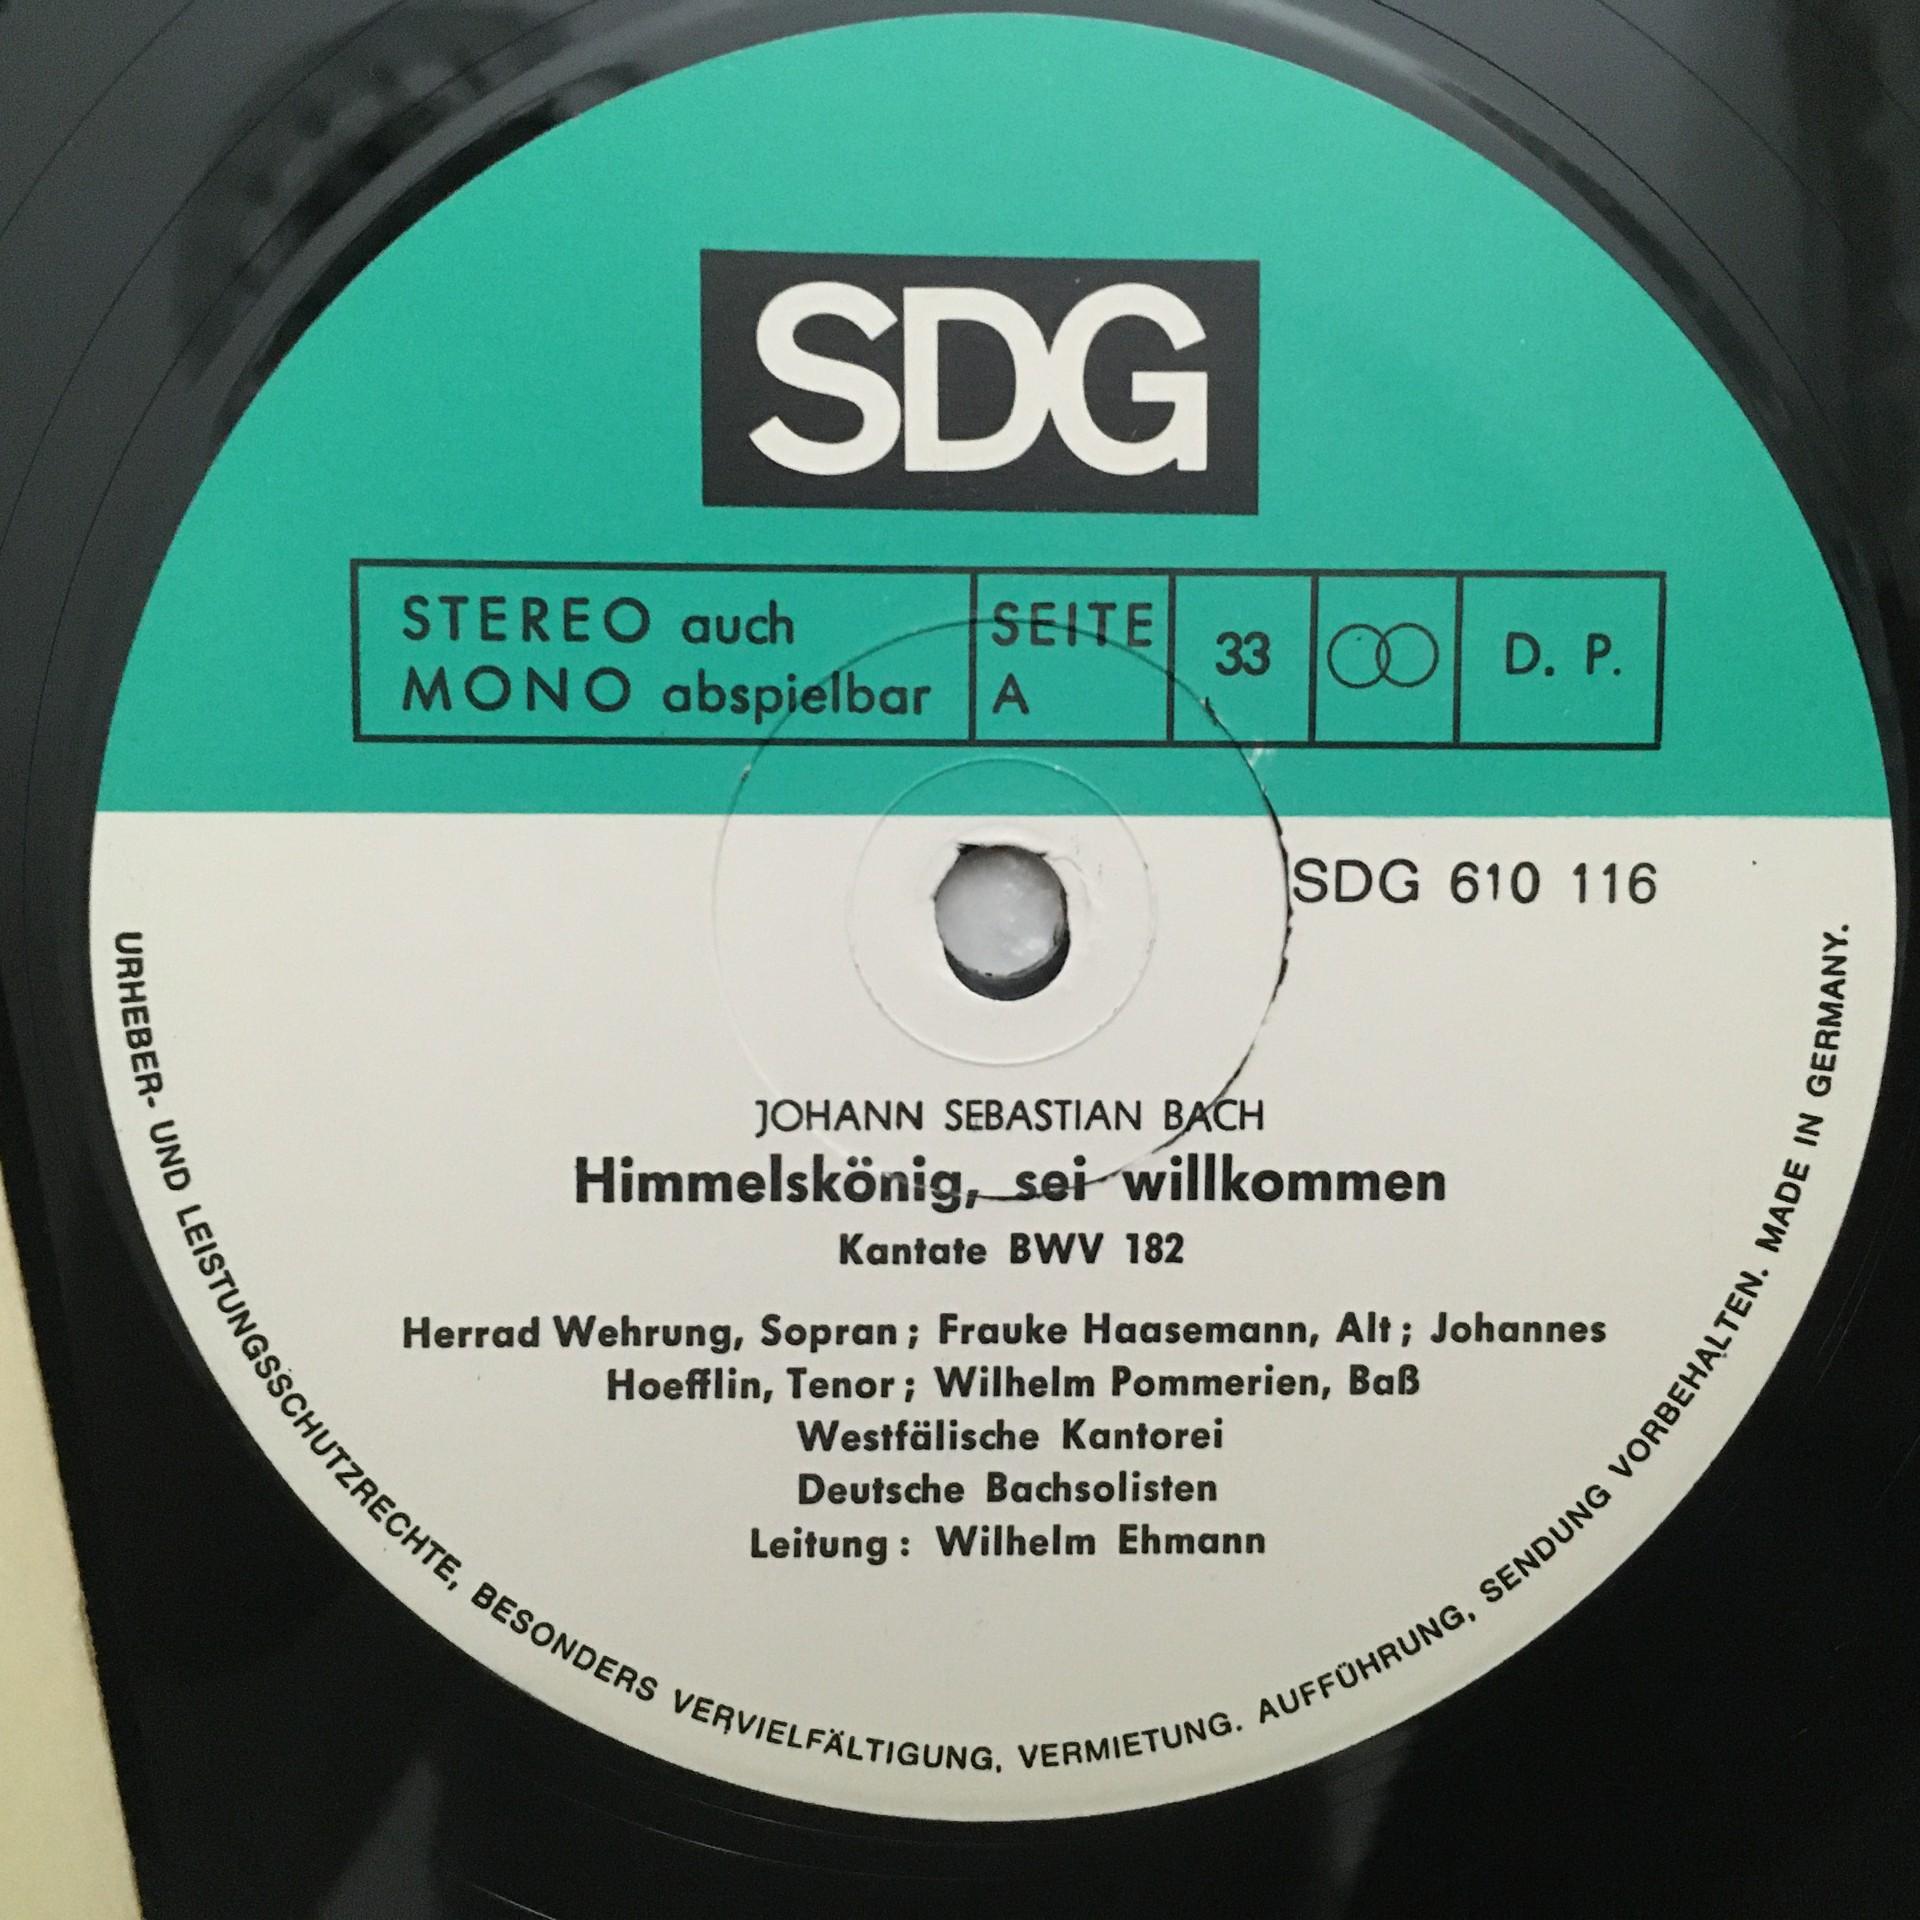 SDG
STEREO auch
MONO abspielbar
SEITE
A
33
D. P.
SDG 610 116
JOHANN SEBASTIAN BACH
Himmelskönig, sei willkommen
Kantate BWV 182
Herrad Wehrung, Sopran; Frauke Haasemann, Alt; Johannes
Hoefflin, Tenor; Wilhelm Pommerien, Baß
Westfälische Kantorei
Deutsche Bachsolisten
Leitung: Wilhelm Ehmann
URHEBER- UND LEISTUNGSSCHUTZRECHTE, BESONDERS VERVIELFÄLTIGUNG, VERMIETUNG. AUFFÜHRUNG, SENDUNG VORBEHALTEN. MADE IN GERMANY.